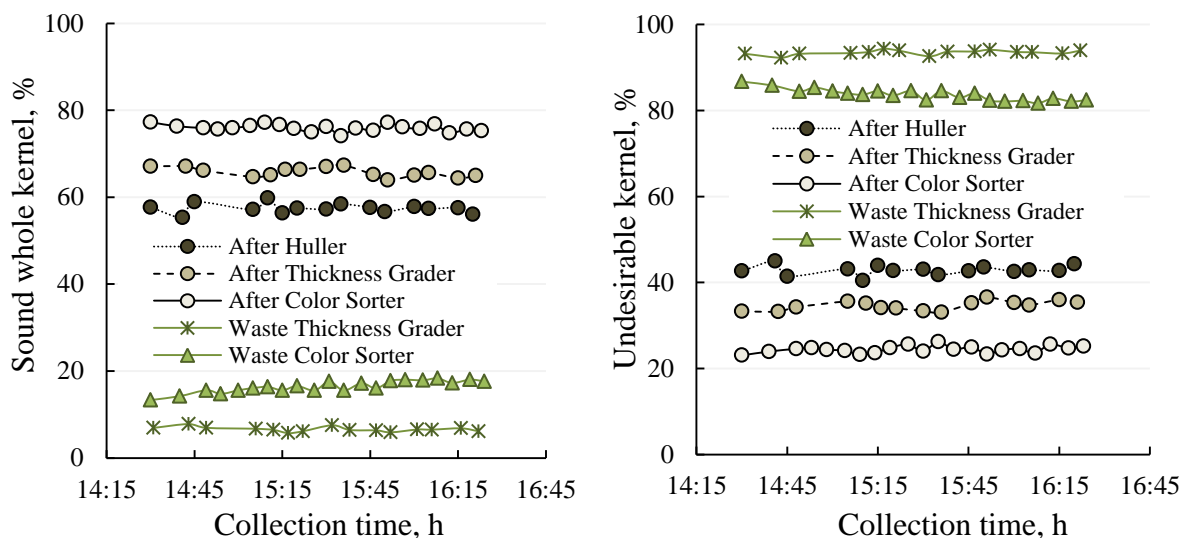 Sound whole kernel, %
100
80
60
40
20
0
After Huller
After Thickness Grader
After Color Sorter
Waste Thickness Grader
Waste Color Sorter
14:15 14:45 15:15 15:45 16:15 16:45
Collection time, h
Undesirable kernel, %
100
80
60
40
20
0
After Huller
After Thickness Grader
After Color Sorter
Waste Thickness Grader
Waste Color Sorter
14:15 14:45 15:15 15:45 16:15 16:45
Collection time, h